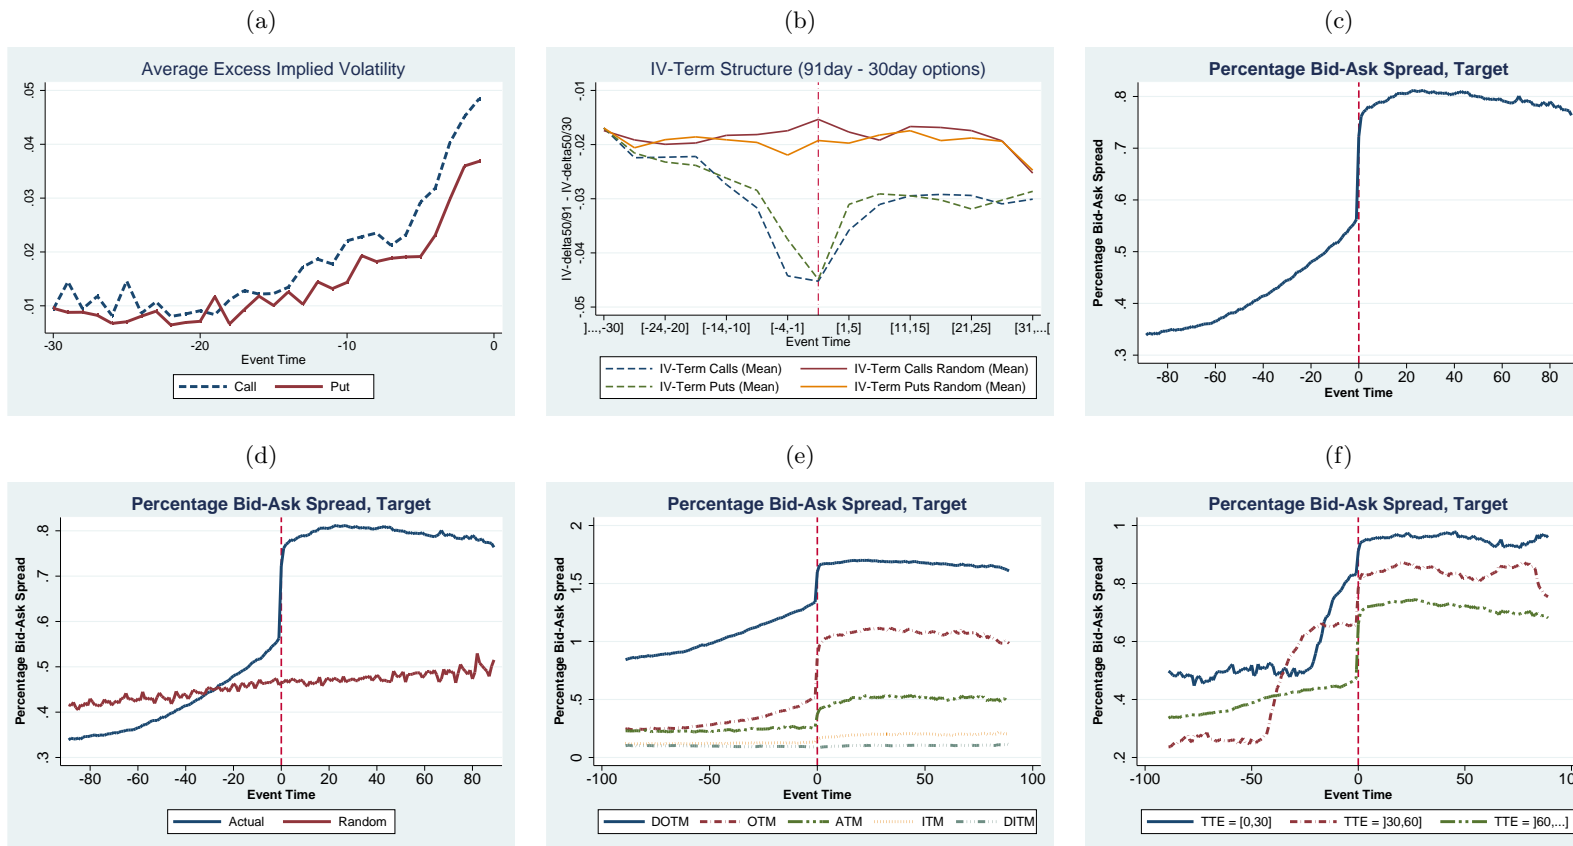 (a)
Average Excess Implied Volatility
.05
.04
.03
.02
.01
-30
-20
-10
0
Event Time
Call
Put
(b)
IV-Term Structure (91day - 30day options)
IV-delta50/91 - IV-delta50/30
-.01
-.02
-.03
-.04
-.05
]...,-30]
[-24,-20]
[-14,-10]
[-4,-1]
[1,5]
[11,15]
[21,25]
[31,...[
Event Time
IV-Term Calls (Mean)
IV-Term Calls Random (Mean)
IV-Term Puts (Mean)
IV-Term Puts Random (Mean)
(c)
Percentage Bid-Ask Spread, Target
Percentage Bid-Ask Spread
.8
.7
.6
.5
.4
.3
-80
-60
-40
-20
0
20
40
60
80
Event Time
(d)
Percentage Bid-Ask Spread, Target
Percentage Bid-Ask Spread
.8
.7
.6
.5
.4
.3
-80
-60
-40
-20
0
20
40
60
80
Event Time
Actual
Random
(e)
Percentage Bid-Ask Spread, Target
Percentage Bid-Ask Spread
2
1.5
1
.5
0
-100
-50
0
50
100
Event Time
DOTM
OTM
ATM
ITM
DITM
(f)
Percentage Bid-Ask Spread, Target
Percentage Bid-Ask Spread
1
.8
.6
.4
.2
-100
-50
0
50
Event Time
TTE = [0,30]
TTE = ]30,60]
TTE = ]60,...]